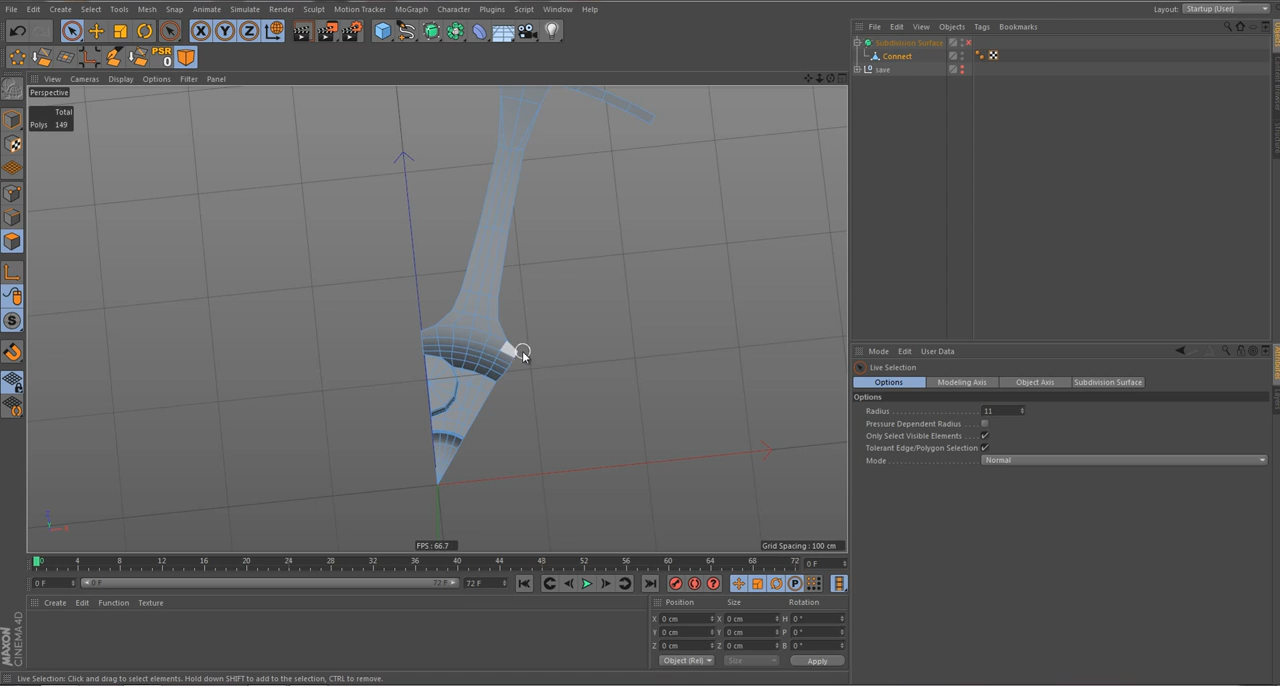 File Edit Create Select Tools Mesh Snap Animate Simulate Render Sculpt Motion Tracker MoGraph Character Plugins Script Window Help
Layout: Startup (User)
PSR
0
File Edit View Objects Tags Bookmarks
Subdivision Surface
Connect
save
View Cameras Display Options Filter Panel
Perspective
Total
Polys 149
FPS : 66.7
Grid Spacing : 100 cm
Mode Edit User Data
Live Selection
Options Modeling Axis Object Axis Subdivision Surface
Options
Radius 11
Pressure Dependent Radius
Only Select Visible Elements
Tolerant Edge/Polygon Selection
Mode Normal
0 4 8 12 16 20 24 28 32 36 40 44 48 52 56 60 64 68 72 0 F
0 F 0 F 72 F 72 F
Create Edit Function Texture
Position Size Rotation
X 0 cm X 0 cm H 0 °
Y 0 cm Y 0 cm P 0 °
Z 0 cm Z 0 cm B 0 °
Object (Rel) Size Apply
MAXON CINEMA 4D
Live Selection: Click and drag to select elements. Hold down SHIFT to add to the selection, CTRL to remove.